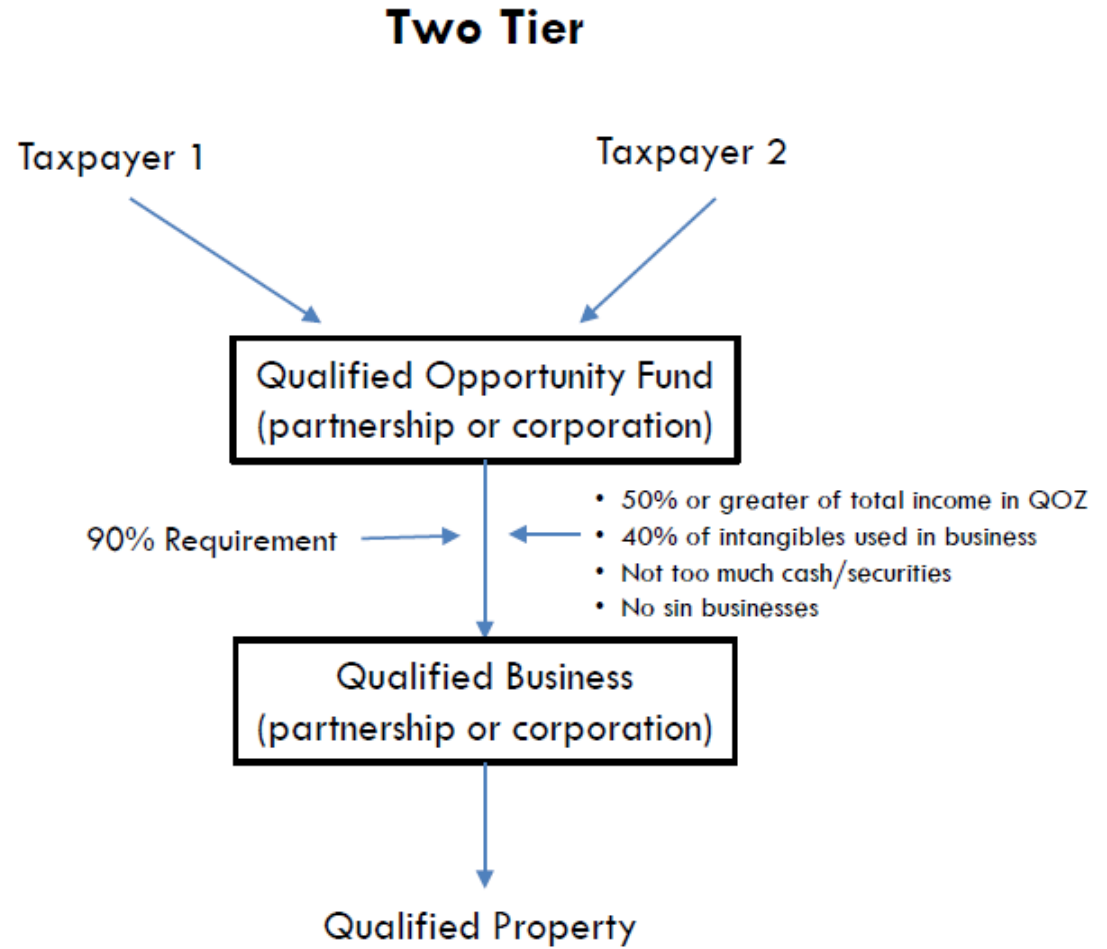 Two Tier
Taxpayer 1
Taxpayer 2
Qualified Opportunity Fund
(partnership or corporation)
90% Requirement
• 50% or greater of total income in QOZ
• 40% of intangibles used in business
• Not too much cash/securities
• No sin businesses
Qualified Business
(partnership or corporation)
Qualified Property